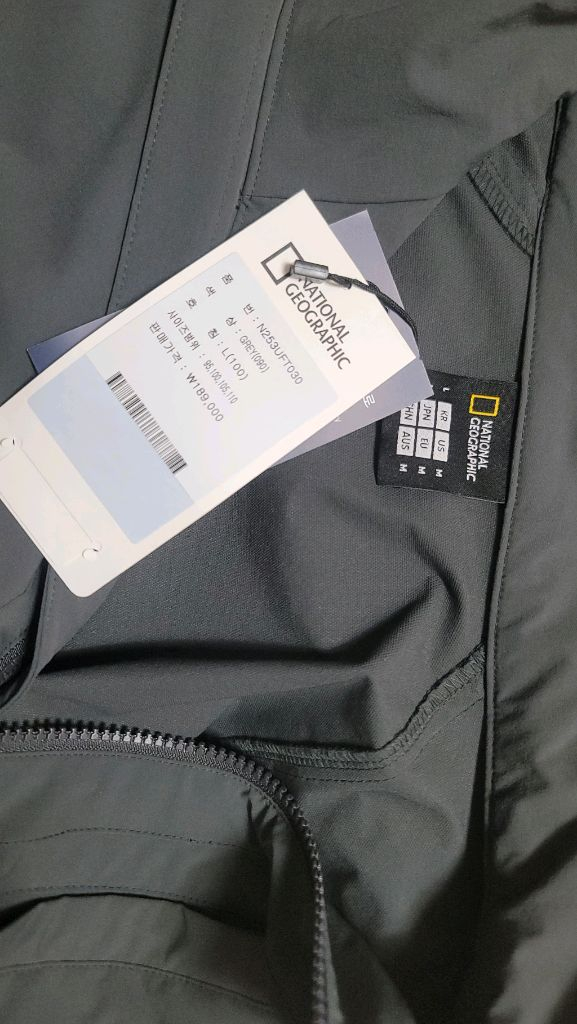 NATIONAL
GEOGRAPHIC
품 번 : N253UFT030
색 상 : GREY(090)
호 칭 : L(100)
사이즈범위 : 95,100,105,110
판매가격 : ₩189,000
NATIONAL
GEOGRAPHIC
KR US M
JPN EU M
CHN AUS M
L